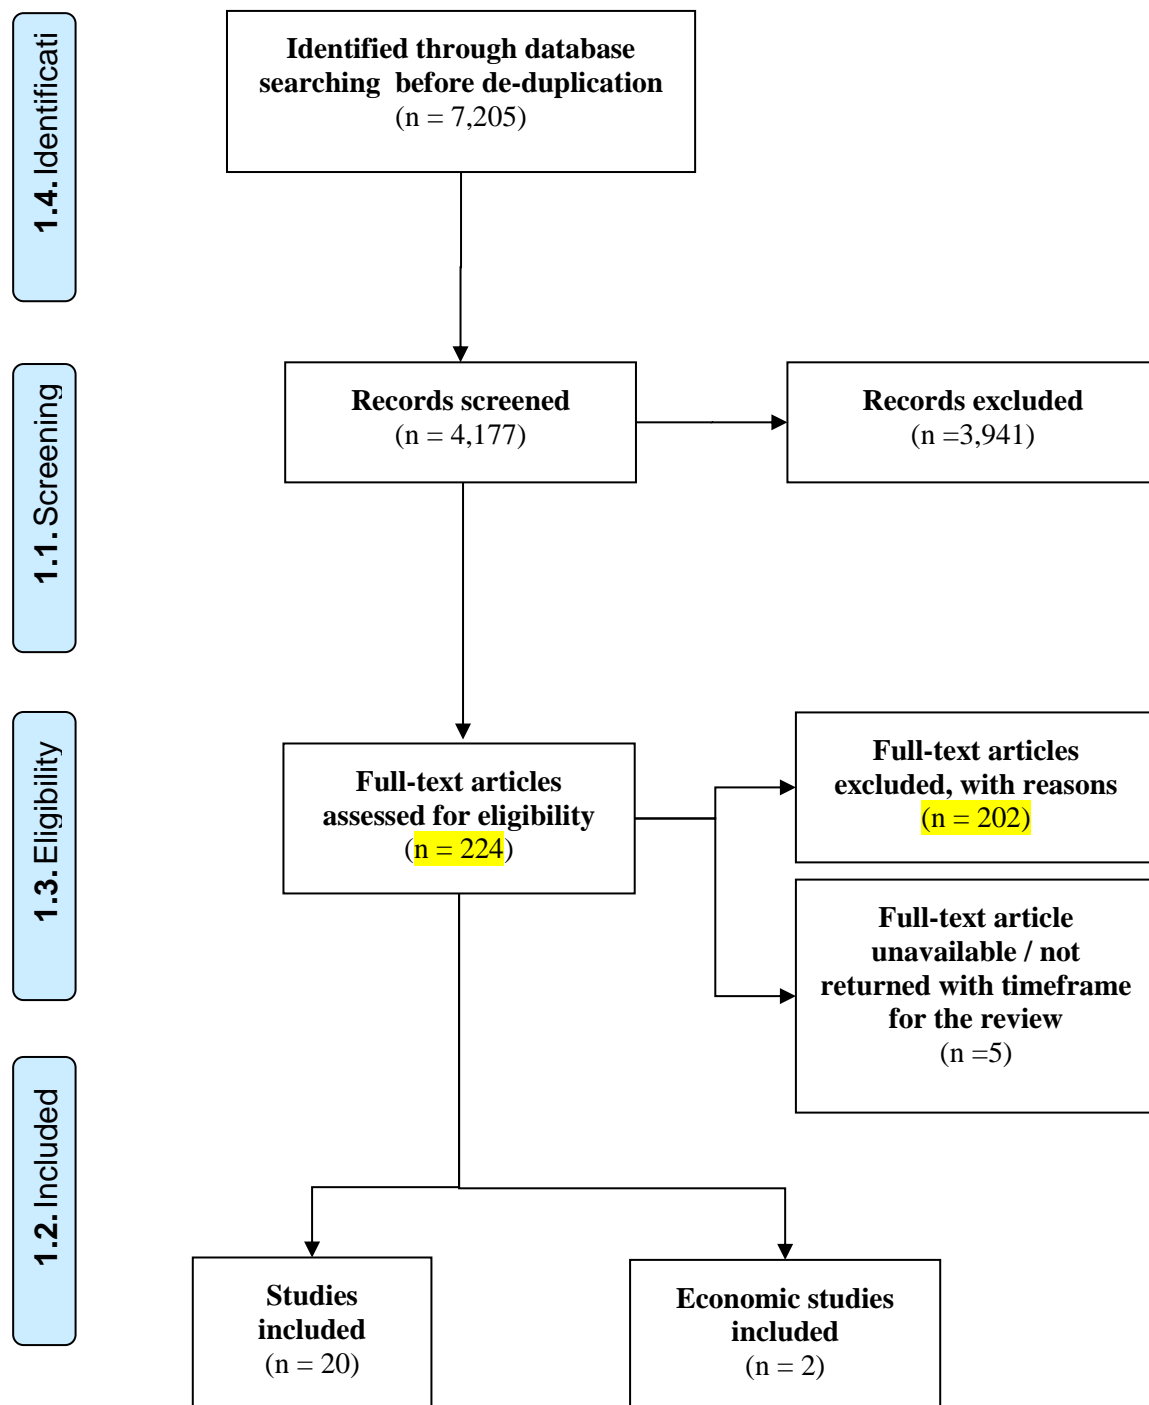 1.4. Identificati
Identified through database
searching before de-duplication
(n = 7,205)
1.1. Screening
Records screened
(n = 4,177)
Records excluded
(n =3,941)
1.3. Eligibility
Full-text articles
assessed for eligibility
(n = 224)
Full-text articles
excluded, with reasons
(n = 202)
Full-text article
unavailable / not
returned with timeframe
for the review
(n =5)
1.2. Included
Studies
included
(n = 20)
Economic studies
included
(n = 2)